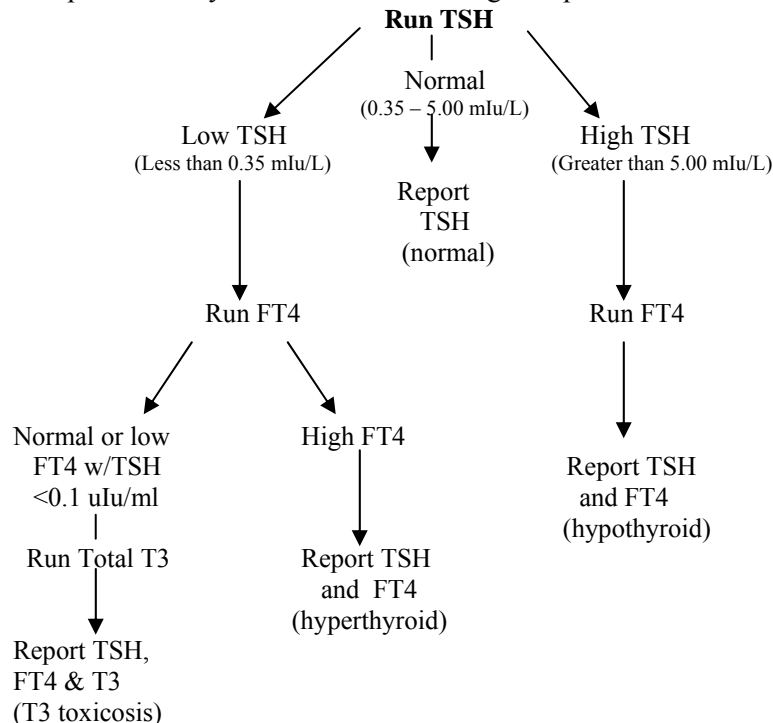 Run TSH
Normal
(0.35 – 5.00 mIu/L)
Low TSH
(Less than 0.35 mIu/L)
High TSH
(Greater than 5.00 mIu/L)
Report
TSH
(normal)
Run FT4
Run FT4
Normal or low
FT4 w/TSH
<0.1 uIu/ml
High FT4
Report TSH
and FT4
(hypothyroid)
Run Total T3
Report TSH
and FT4
(hyperthyroid)
Report TSH,
FT4 & T3
(T3 toxicosis)